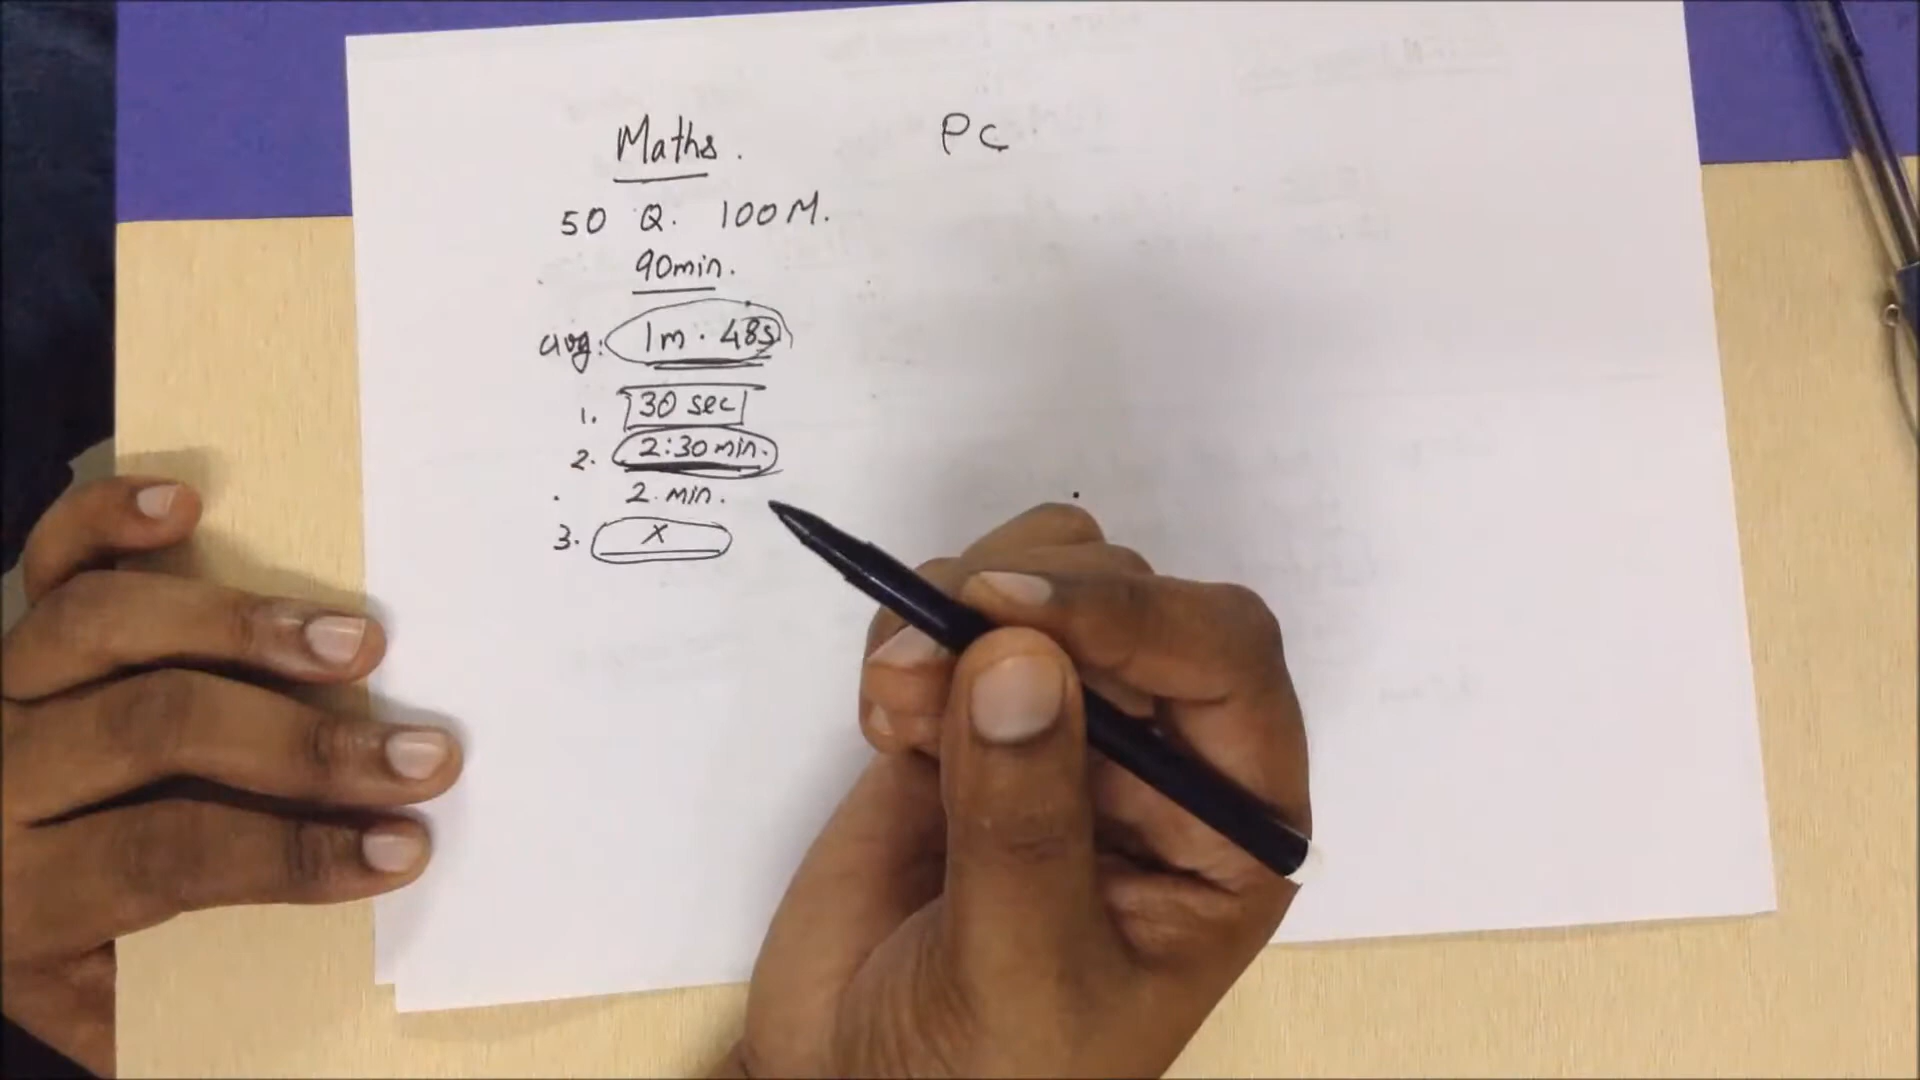 Maths.
PC
50 Q. 100M.
90min.
avg: 1m. 48s
1. 30 sec
2. 2:30 min.
2 min.
3. x